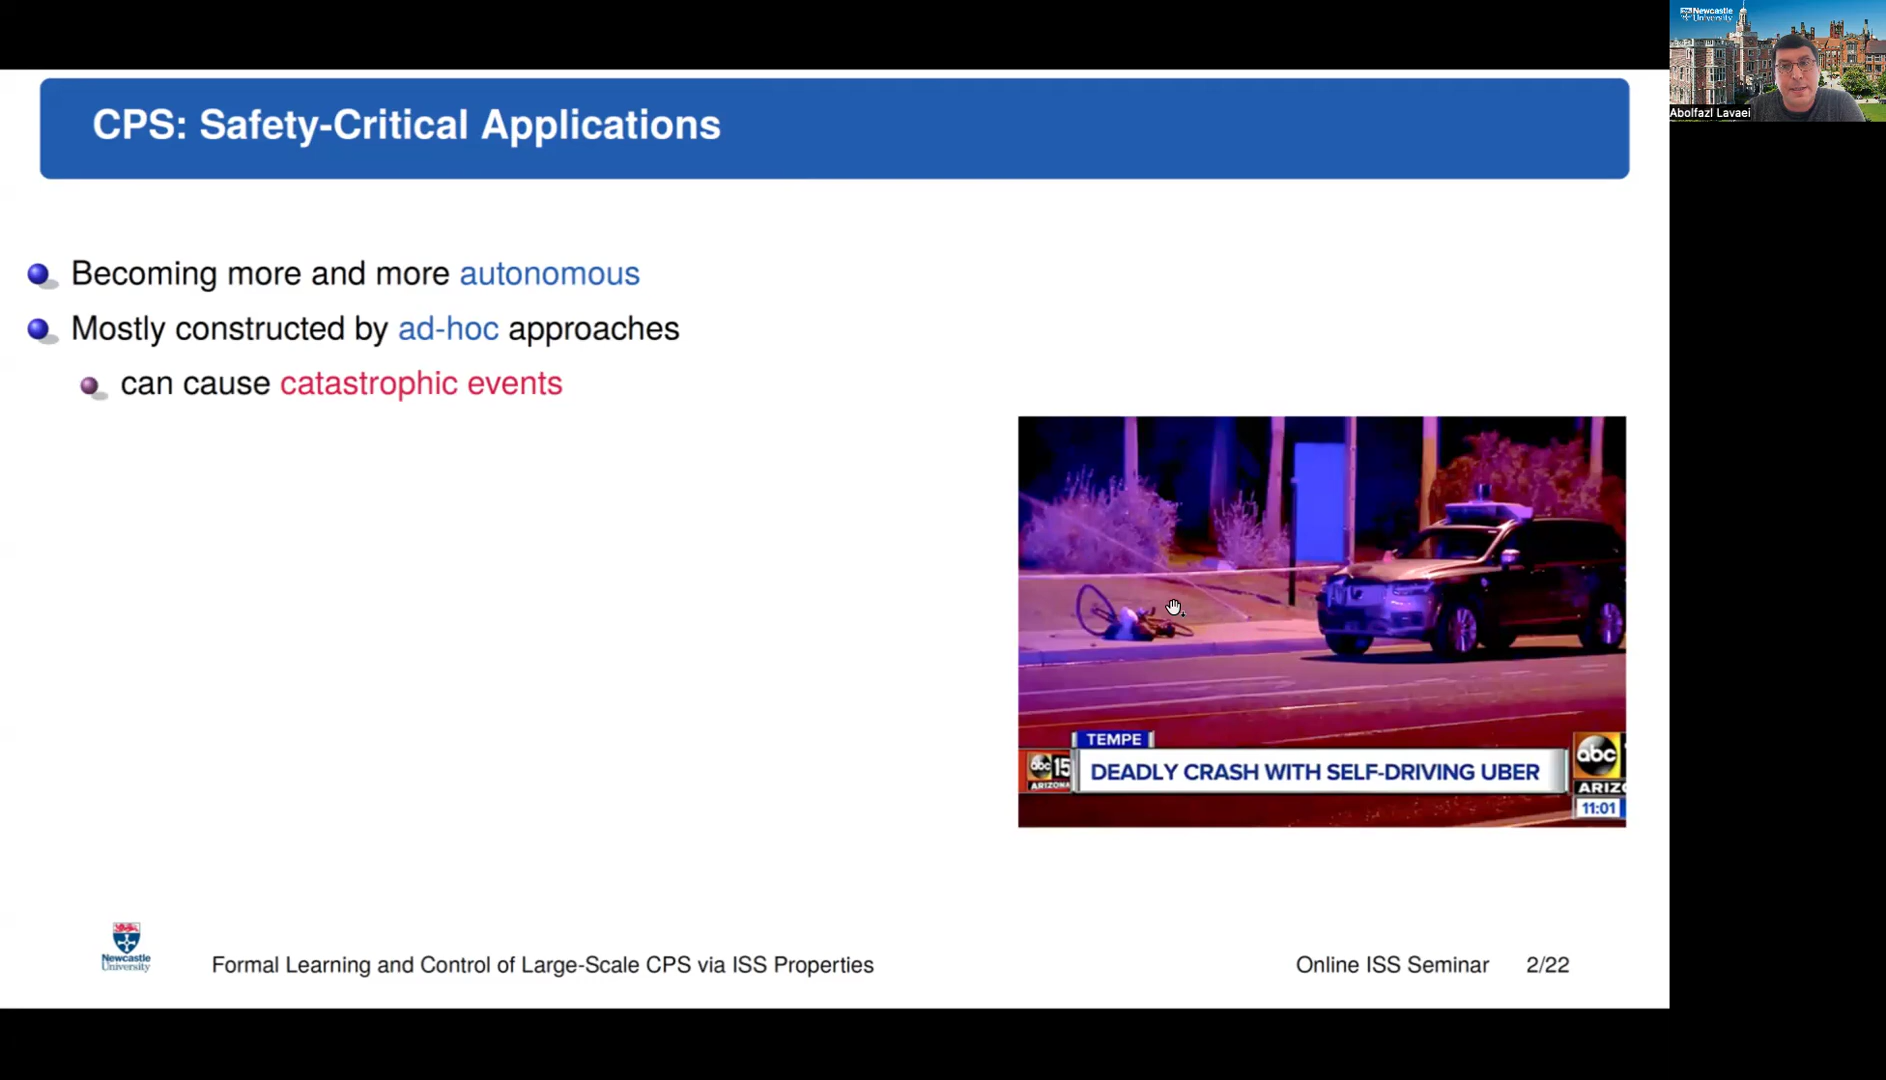 CPS: Safety-Critical Applications
Newcastle
University
Abolfazl Lavaei
Becoming more and more autonomous
Mostly constructed by ad-hoc approaches
can cause catastrophic events
TEMPE
abc 15
ARIZONA
DEADLY CRASH WITH SELF-DRIVING UBER
abc
ARIZ
11:01
Newcastle
University
Formal Learning and Control of Large-Scale CPS via ISS Properties
Online ISS Seminar 2/22